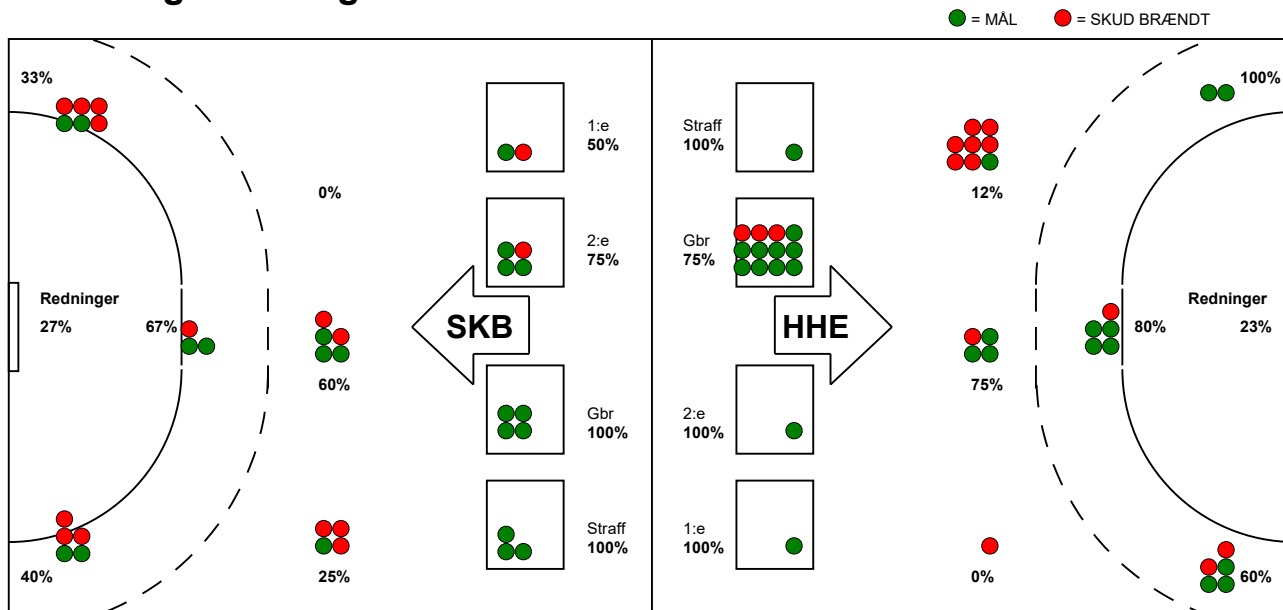 = MÅL = SKUD BRÆNDT
33%
100%
1:e
50%
Straff
100%
0%
12%
2:e
75%
Gbr
75%
Redninger
27%
67%
SKB
HHE
80%
Redninger
23%
60%
75%
Gbr
100%
2:e
100%
Straff
100%
1:e
100%
40%
25%
0%
60%